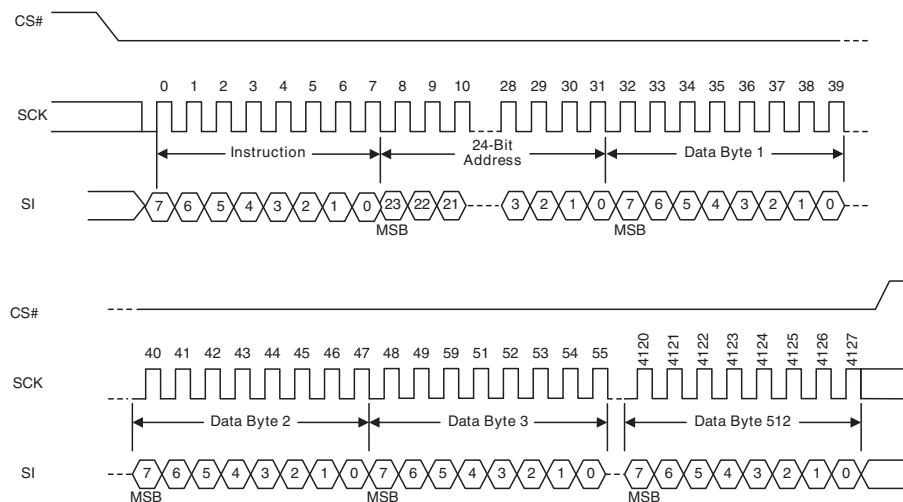 CS#
0 1 2 3 4 5 6 7 8 9 10 28 29 30 31 32 33 34 35 36 37 38 39
SCK
Instruction 24-Bit Address Data Byte 1
SI 7 6 5 4 3 2 1 0 23 22 21 3 2 1 0 7 6 5 4 3 2 1 0
MSB MSB
CS#
40 41 42 43 44 45 46 47 48 49 59 51 52 53 54 55 4120 4121 4122 4123 4124 4125 4126 4127
SCK
Data Byte 2 Data Byte 3 Data Byte 512
SI 7 6 5 4 3 2 1 0 7 6 5 4 3 2 1 0 7 6 5 4 3 2 1 0
MSB MSB MSB